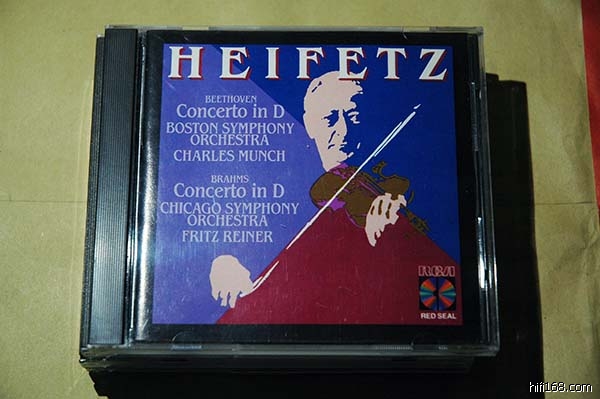 HEIFETZ
BEETHOVEN
Concerto in D
BOSTON SYMPHONY
ORCHESTRA
CHARLES MUNCH
BRAHMS
Concerto in D
CHICAGO SYMPHONY
ORCHESTRA
FRITZ REINER
RCA
RED SEAL
hifi168.com